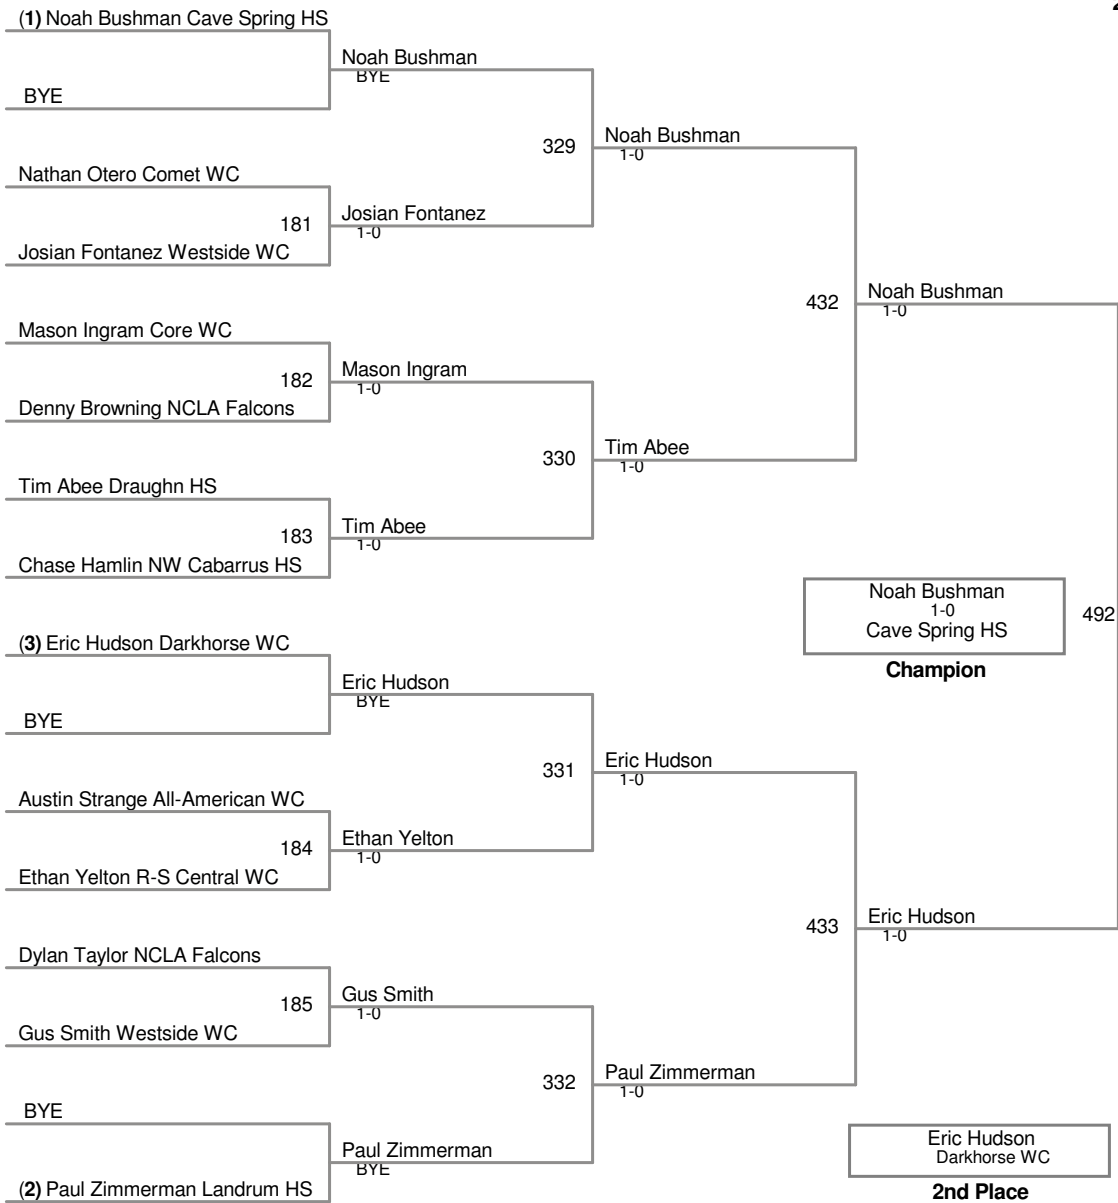 (1) Noah Bushman Cave Spring HS
Noah Bushman
BYE
BYE
329
Noah Bushman
1-0
Nathan Otero Comet WC
181
Josian Fontanez
1-0
Josian Fontanez Westside WC
432
Noah Bushman
1-0
Mason Ingram Core WC
182
Mason Ingram
1-0
Denny Browning NCLA Falcons
330
Tim Abee
1-0
Tim Abee Draughn HS
183
Tim Abee
1-0
Chase Hamlin NW Cabarrus HS
Noah Bushman
1-0
Cave Spring HS
492
Champion
(3) Eric Hudson Darkhorse WC
Eric Hudson
BYE
BYE
331
Eric Hudson
1-0
Austin Strange All-American WC
184
Ethan Yelton
1-0
Ethan Yelton R-S Central WC
433
Eric Hudson
1-0
Dylan Taylor NCLA Falcons
185
Gus Smith
1-0
Gus Smith Westside WC
332
Paul Zimmerman
1-0
BYE
Paul Zimmerman
BYE
(2) Paul Zimmerman Landrum HS
Eric Hudson
Darkhorse WC
2nd Place